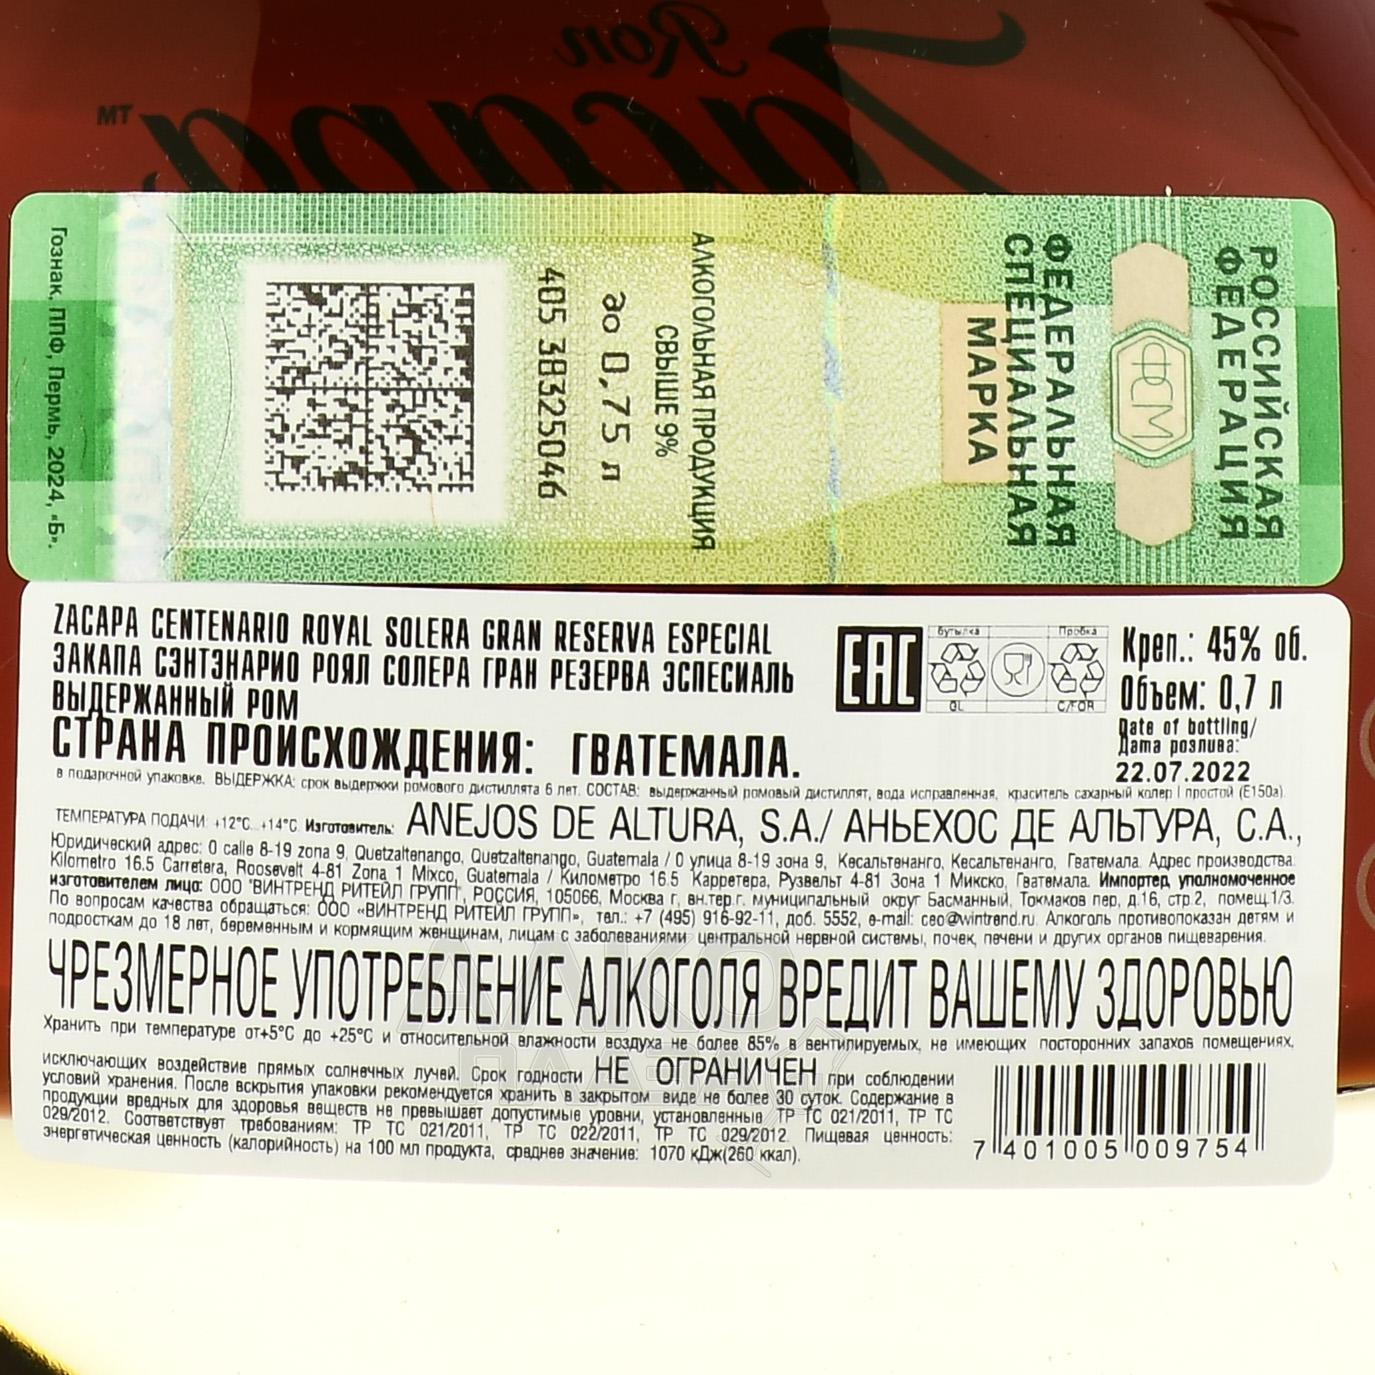 Ron
Zacapa
TM
РОССИЙСКАЯ
ФЕДЕРАЦИЯ
ФСМ
ФЕДЕРАЛЬНАЯ
СПЕЦИАЛЬНАЯ
МАРКА
АЛКОГОЛЬНАЯ ПРОДУКЦИЯ
СВЫШЕ 9%
до 0,75 л
405 38325046
Гознак, ППФ, Пермь, 2024, «Б».
ZACAPA CENTENARIO ROYAL SOLERA GRAN RESERVA ESPECIAL
ЗАКАПА СЭНТЭНАРИО РОЯЛ СОЛЕРА ГРАН РЕЗЕРВА ЭСПЕСИАЛЬ
ВЫДЕРЖАННЫЙ РОМ
СТРАНА ПРОИСХОЖДЕНИЯ: ГВАТЕМАЛА.
EAC
бутылка
GL
Пробка
C/FOR
Креп.: 45% об.
Объем: 0,7 л
Date of bottling/
Дата розлива:
22.07.2022
в подарочной упаковке. ВЫДЕРЖКА: срок выдержки ромового дистиллята 6 лет. СОСТАВ: выдержанный ромовый дистиллят, вода исправленная, краситель сахарный колер I простой (E150a).
ТЕМПЕРАТУРА ПОДАЧИ: +12°C...+14°C. Изготовитель: ANEJOS DE ALTURA, S.A./ АНЬЕХОС ДЕ АЛЬТУРА, С.А.,
Юридический адрес: 0 calle 8-19 zona 9, Quetzaltenango, Quetzaltenango, Guatemala / 0 улица 8-19 зона 9, Кесальтенанго, Кесальтенанго, Гватемала. Адрес производства:
Kilometro 16.5 Carretera, Roosevelt 4-81 Zona 1 Mixco, Guatemala / Километро 16.5 Карретера, Рузвельт 4-81 Зона 1 Микско, Гватемала. Импортер, уполномоченное
изготовителем лицо: ООО "ВИНТРЕНД РИТЕЙЛ ГРУПП", РОССИЯ, 105066, Москва г, вн.тер.г. муниципальный округ Басманный, Токмаков пер, д.16, стр.2, помещ.1/3.
По вопросам качества обращаться: ООО «ВИНТРЕНД РИТЕЙЛ ГРУПП», тел.: +7 (495) 916-92-11, доб. 5552, e-mail: ceo@wintrend.ru. Алкоголь противопоказан детям и
подросткам до 18 лет, беременным и кормящим женщинам, лицам с заболеваниями центральной нервной системы, почек, печени и других органов пищеварения.
ЧРЕЗМЕРНОЕ УПОТРЕБЛЕНИЕ АЛКОГОЛЯ ВРЕДИТ ВАШЕМУ ЗДОРОВЬЮ
Хранить при температуре от+5°C до +25°C и относительной влажности воздуха не более 85% в вентилируемых, не имеющих посторонних запахов помещениях,
исключающих воздействие прямых солнечных лучей. Срок годности НЕ ОГРАНИЧЕН при соблюдении
условий хранения. После вскрытия упаковки рекомендуется хранить в закрытом виде не более 30 суток. Содержание в
продукции вредных для здоровья веществ не превышает допустимые уровни, установленные ТР ТС 021/2011, ТР ТС
029/2012. Соответствует требованиям: ТР ТС 021/2011, ТР ТС 022/2011, ТР ТС 029/2012. Пищевая ценность:
энергетическая ценность (калорийность) на 100 мл продукта, среднее значение: 1070 кДж(260 ккал).
7 401005 009754